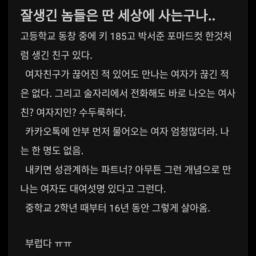 잘생긴 놈들은 딴 세상에 사는구나..
고등학교 동창 중에 키 185고 박서준 포마드컷 한것처
럼 생긴 친구 있다.
여자친구가 끊어진 적 있어도 만나는 여자가 끊긴 적
은 없다. 그리고 술자리에서 전화해도 바로 나오는 여사
친? 여자지인? 수두룩하다.
카카오톡에 안부 먼저 물어오는 여자 엄청많더라. 나
는 한 명도 없음.
내키면 성관계하는 파트너? 아무튼 그런 개념으로 만
나는 여자도 대여섯명 있다고 그런다.
중학교 2학년 때부터 16년 동안 그렇게 살아옴.
부럽다 ㅠㅠ